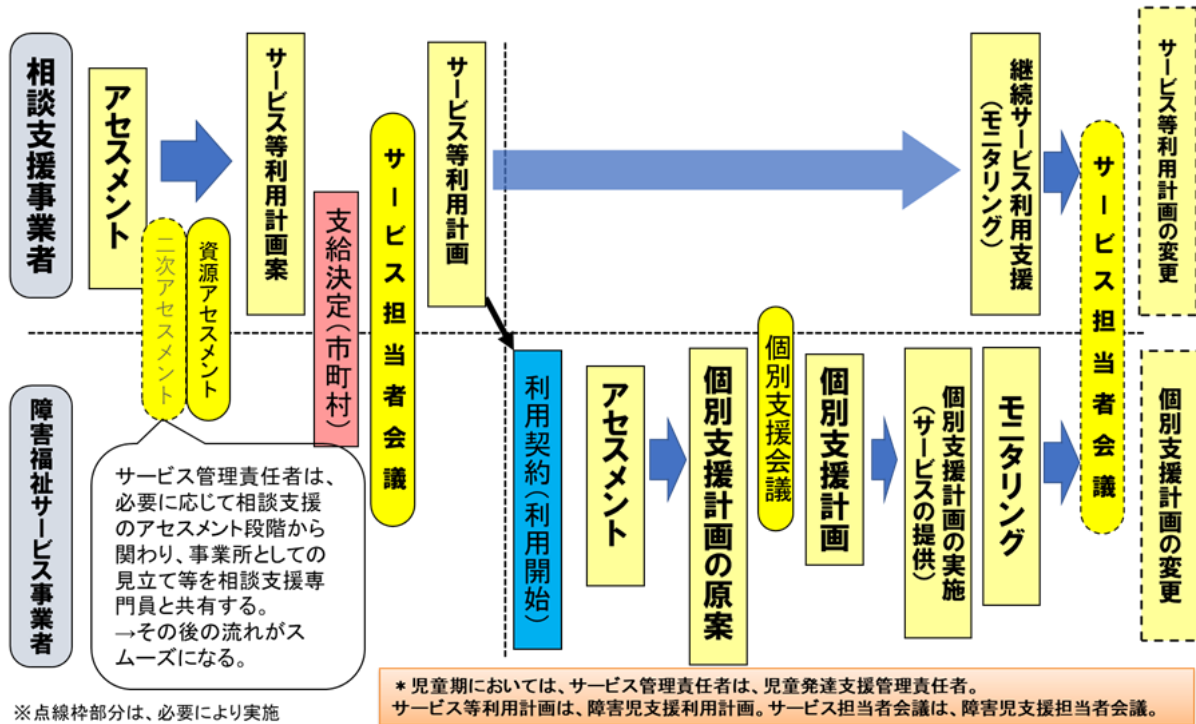 相談支援事業者
アセスメント
二次アセスメント
資源アセスメント
サービス等利用計画案
支給決定(市町村)
サービス担当者会議
サービス等利用計画
継続サービス利用支援
(モニタリング)
サービス担当者会議
サービス等利用計画の変更
障害福祉サービス事業者
サービス管理責任者は、
必要に応じて相談支援
のアセスメント段階から
関わり、事業所としての
見立て等を相談支援専
門員と共有する。
→その後の流れがス
ムーズになる。
利用契約(利用開始)
アセスメント
個別支援計画の原案
個別支援会議
個別支援計画
個別支援計画の実施
(サービスの提供)
モニタリング
個別支援計画の変更
※点線枠部分は、必要により実施
*児童期においては、サービス管理責任者は、児童発達支援管理責任者。
サービス等利用計画は、障害児支援利用計画。サービス担当者会議は、障害児支援担当者会議。